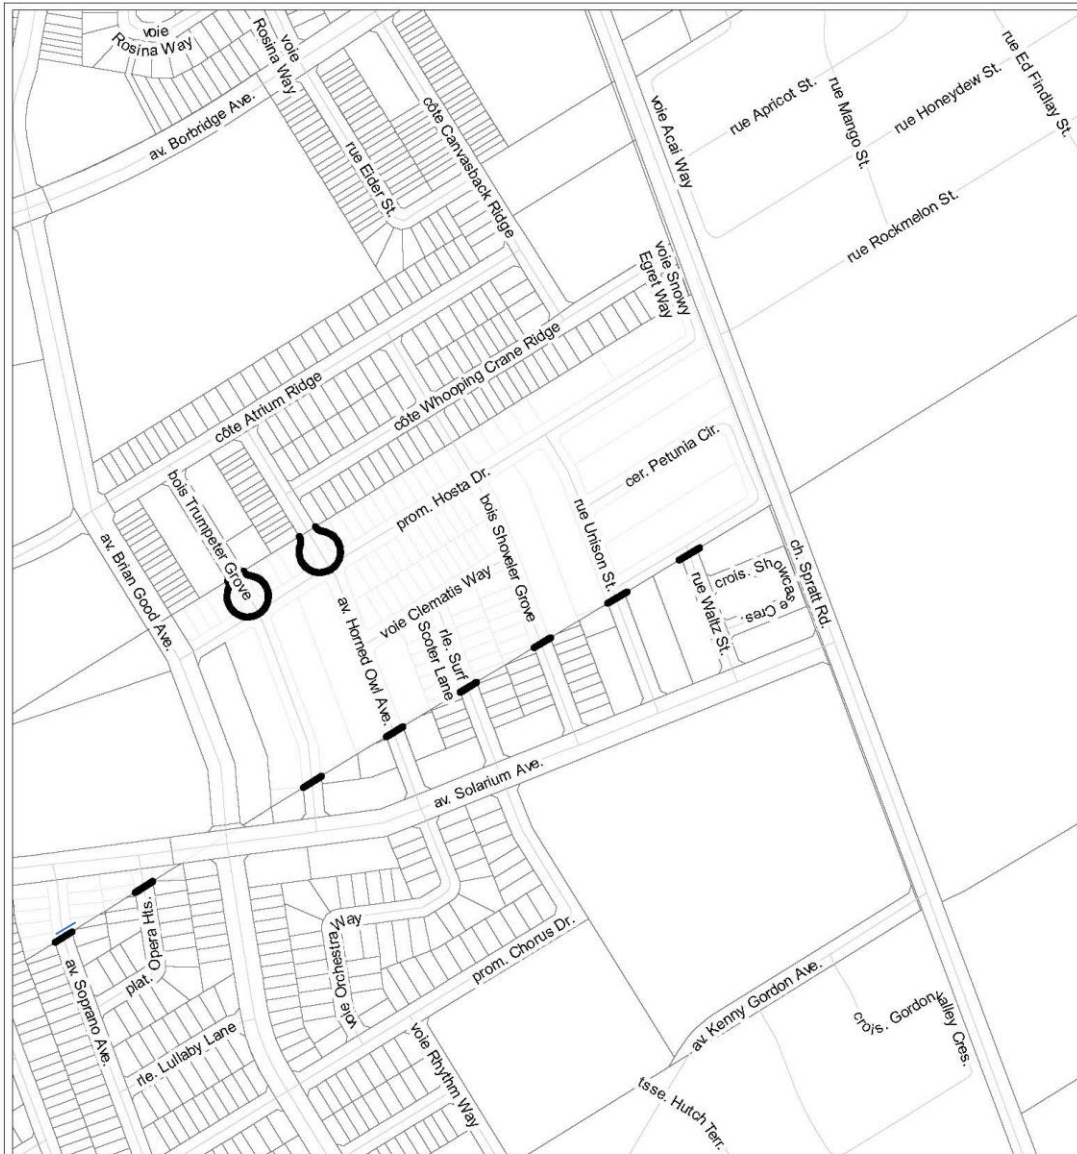 voie
Rosina Way
voie
Rosina Way
av. Borbridge Ave.
rue Eider St.
côte Canvasback Ridge
voie Acai Way
rue Apricot St.
rue Mango St.
rue Honeydew St.
rue Ed Findlay St.
rue Rockmelon St.
voie Snowy
Egret Way
côte Atrium Ridge
côte Whooping Crane Ridge
bois Trumpeter Grove
prom. Hosta Dr.
cer. Petunia Cir.
av. Brian Good Ave.
bois Shoveler Grove
rue Unison St.
voie Clematis Way
av. Horned Owl Ave.
rle. Surf
Scoter Lane
rue Waltz St.
crois. Showcase Cres.
ch. Spratt Rd.
av. Solarium Ave.
plat. Opera Hts.
av. Soprano Ave.
voie Orchestra Way
prom. Chorus Dr.
rle. Lullaby Lane
voie Rhythm Way
av. Kenny Gordon Ave.
crois. Gordon Valley Cres.
tsse. Hutch Terr.